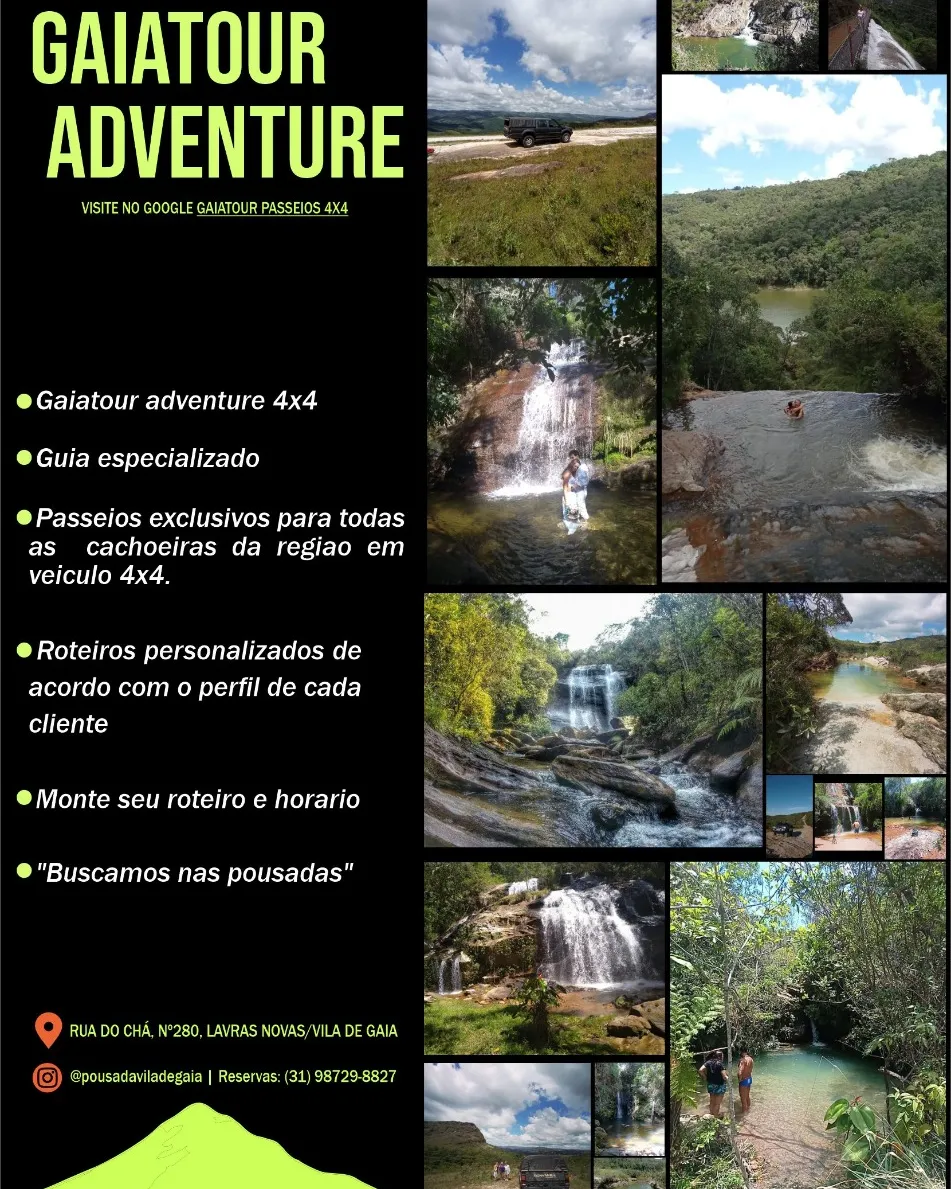 GAIATOUR
ADVENTURE
VISITE NO GOOGLE GAIATOUR PASSEIOS 4X4
Gaiatour adventure 4x4
Guia especializado
Passeios exclusivos para todas
as cachoeiras da regiao em
veiculo 4x4.
Roteiros personalizados de
acordo com o perfil de cada
cliente
Monte seu roteiro e horario
"Buscamos nas pousadas"
RUA DO CHÁ, Nº280, LAVRAS NOVAS/VILA DE GAIA
@pousadaviladegaia | Reservas: (31) 98729-8827